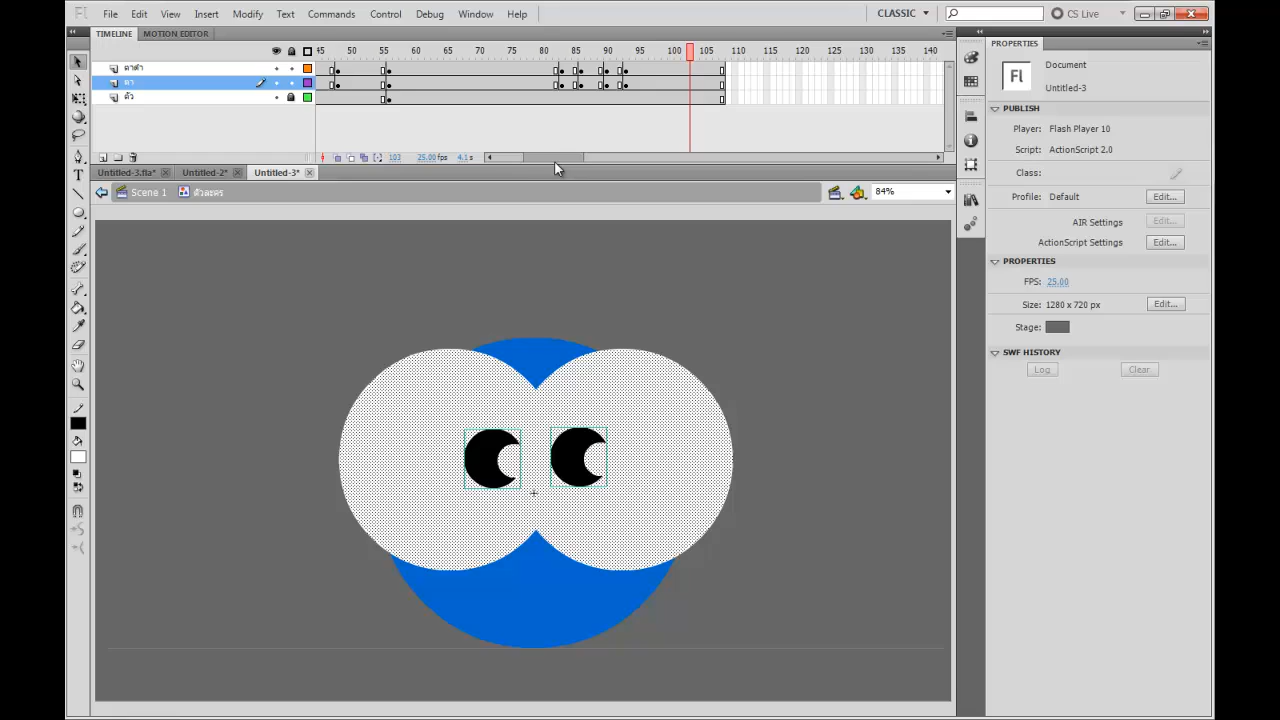 FL File Edit View Insert Modify Text Commands Control Debug Window Help CLASSIC CS Live
TIMELINE MOTION EDITOR
45 50 55 60 65 70 75 80 85 90 95 100 105 110 115 120 125 130 135 140
ตาดำ
ตา
ตัว
103 25.00 fps 4.1 s
Untitled-3.fla* Untitled-2* Untitled-3*
Scene 1 ตัวละคร 84%
PROPERTIES
Fl
Document
Untitled-3
PUBLISH
Player: Flash Player 10
Script: ActionScript 2.0
Class:
Profile: Default Edit...
AIR Settings Edit...
ActionScript Settings Edit...
PROPERTIES
FPS: 25.00
Size: 1280 x 720 px Edit...
Stage:
SWF HISTORY
Log Clear
T